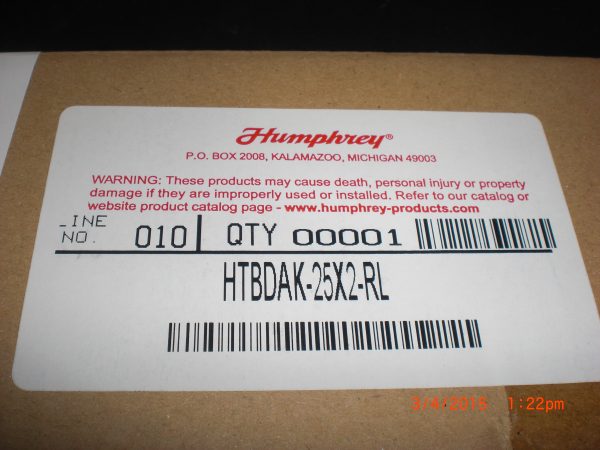 Humphrey®
P.O. BOX 2008, KALAMAZOO, MICHIGAN 49003
WARNING: These products may cause death, personal injury or property
damage if they are improperly used or installed. Refer to our catalog or
website product catalog page - www.humphrey-products.com
_INE
NO. 010 QTY 00001
HTBDAK-25X2-RL
3/4/2015 1:22pm